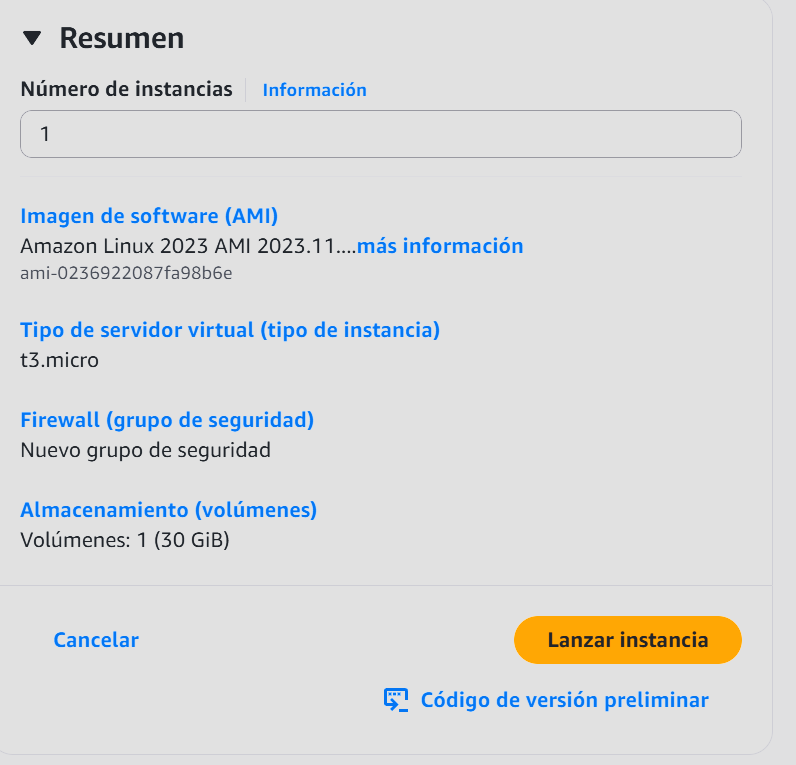 Resumen
Número de instancias Información
1
Imagen de software (AMI)
Amazon Linux 2023 AMI 2023.11....más información
ami-0236922087fa98b6e
Tipo de servidor virtual (tipo de instancia)
t3.micro
Firewall (grupo de seguridad)
Nuevo grupo de seguridad
Almacenamiento (volúmenes)
Volúmenes: 1 (30 GiB)
Cancelar Lanzar instancia
Código de versión preliminar